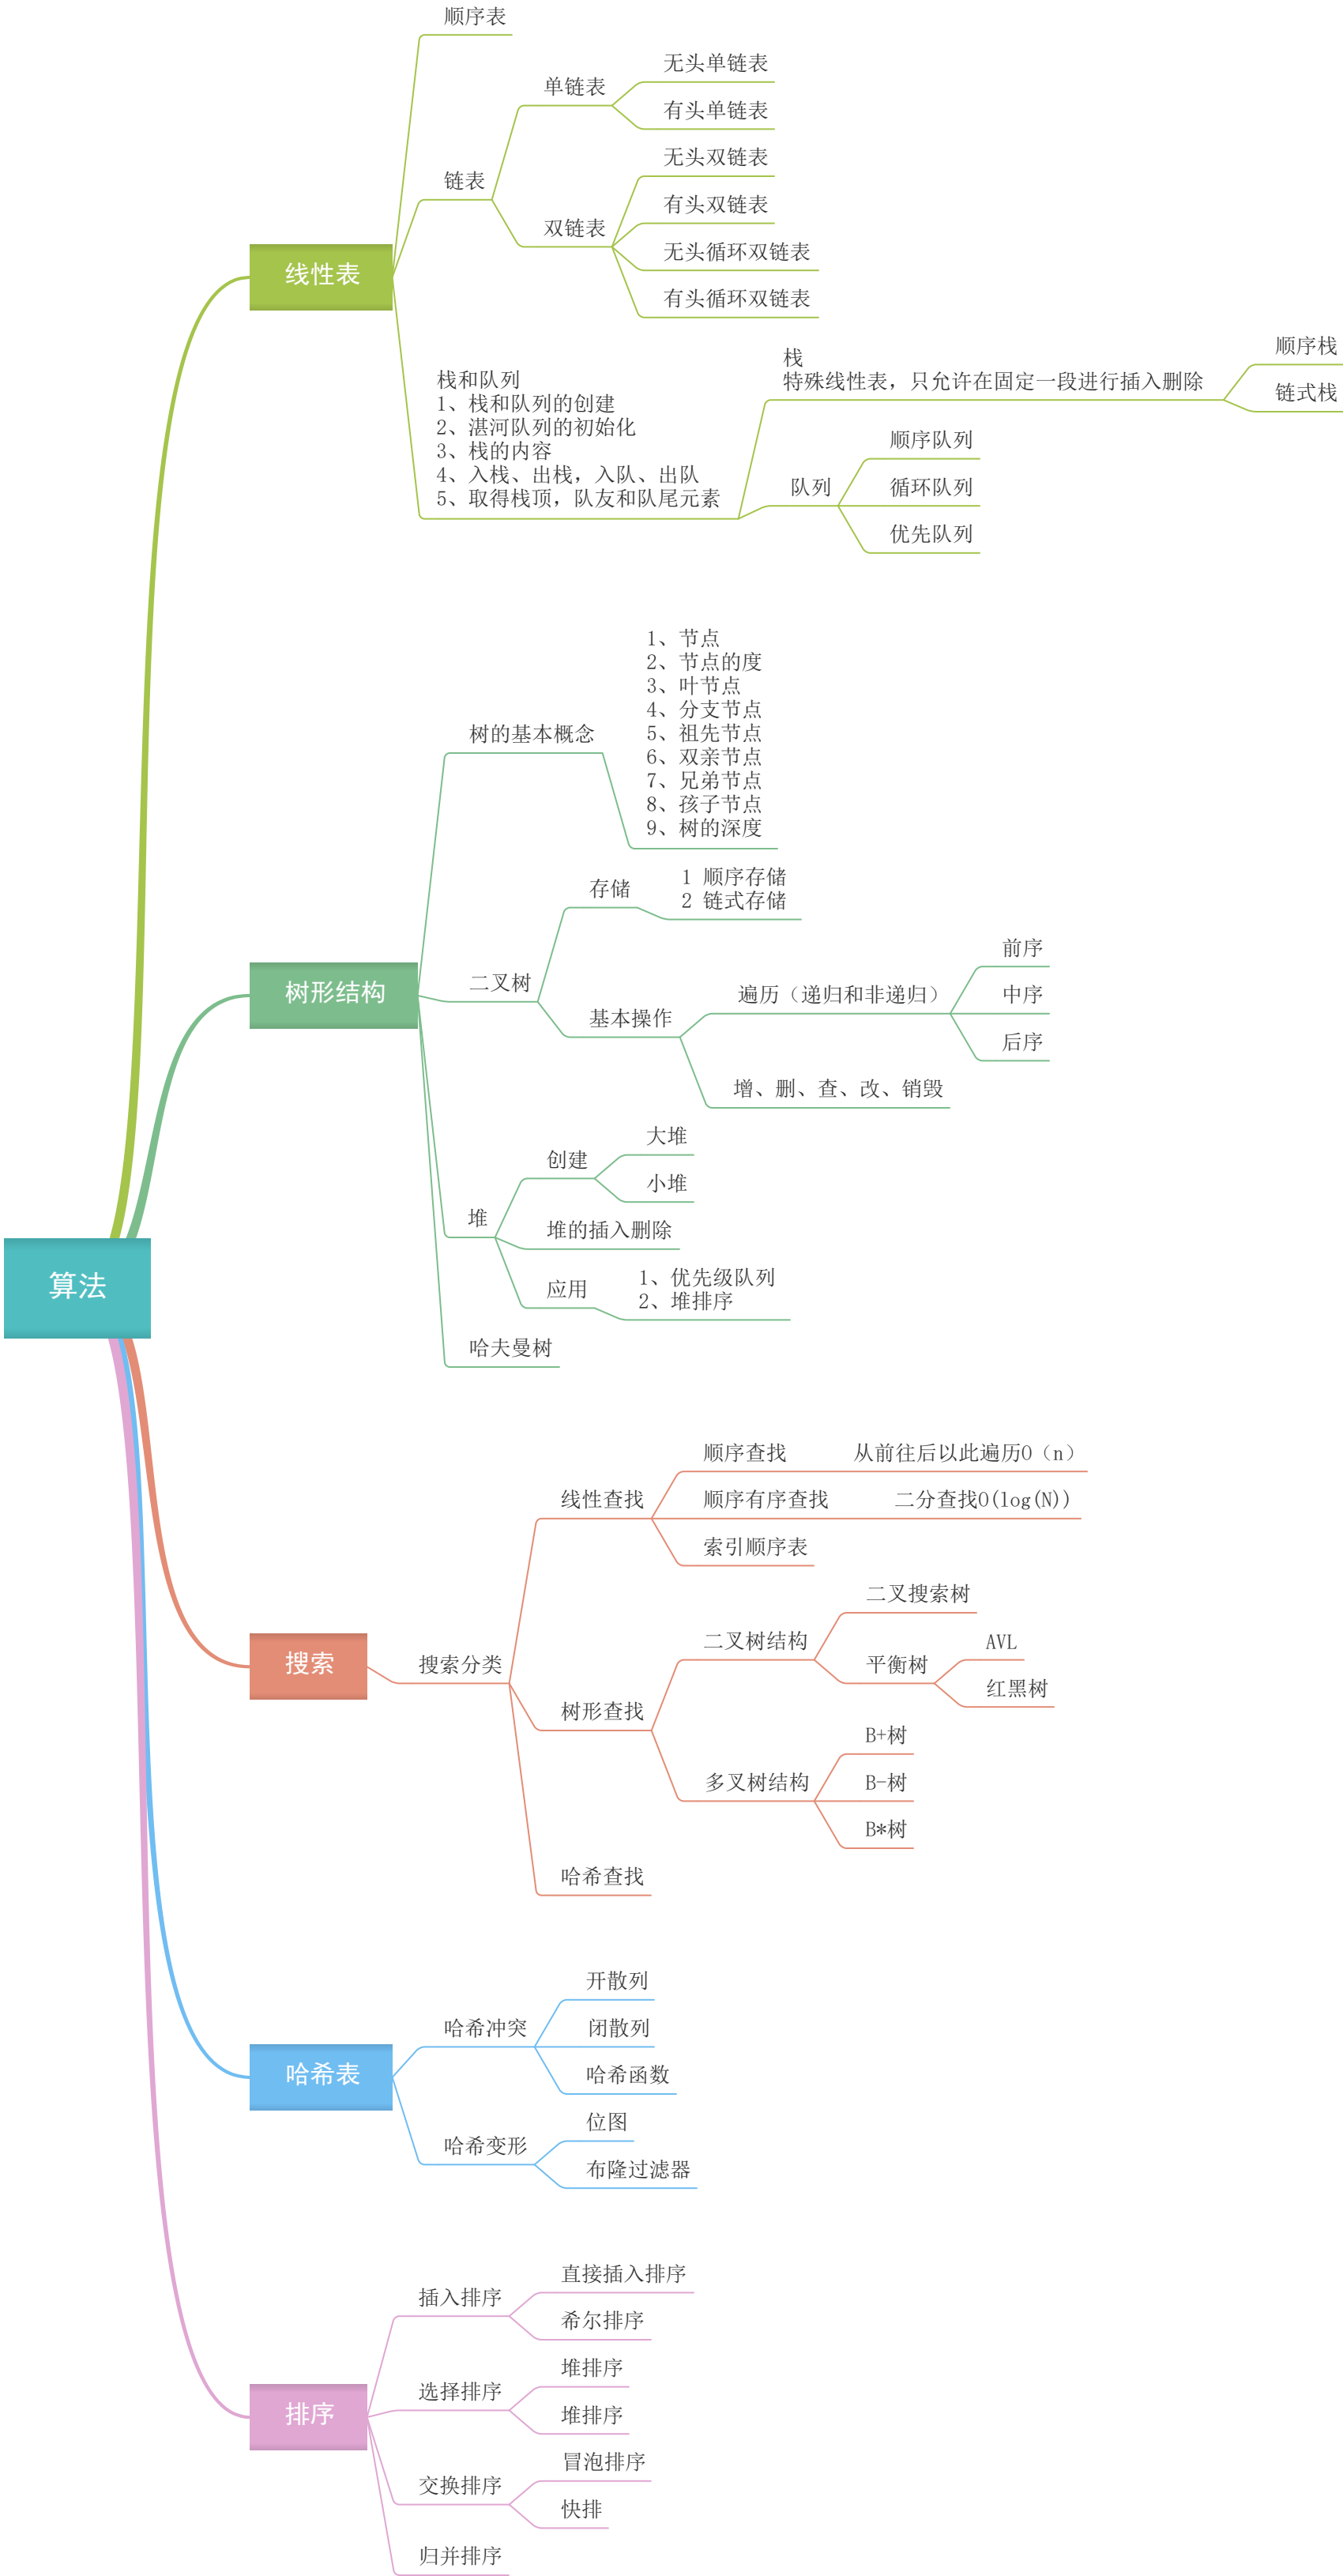 算法
线性表
顺序表
链表
单链表
无头单链表
有头单链表
双链表
无头双链表
有头双链表
无头循环双链表
有头循环双链表
栈和队列
1、栈和队列的创建
2、湛河队列的初始化
3、栈的内容
4、入栈、出栈，入队、出队
5、取得栈顶，队友和队尾元素
栈
特殊线性表，只允许在固定一段进行插入删除
顺序栈
链式栈
队列
顺序队列
循环队列
优先队列
树形结构
树的基本概念
1、节点
2、节点的度
3、叶节点
4、分支节点
5、祖先节点
6、双亲节点
7、兄弟节点
8、孩子节点
9、树的深度
二叉树
存储
1 顺序存储
2 链式存储
基本操作
遍历（递归和非递归）
前序
中序
后序
增、删、查、改、销毁
堆
创建
大堆
小堆
堆的插入删除
应用
1、优先级队列
2、堆排序
哈夫曼树
搜索
搜索分类
线性查找
顺序查找
从前往后以此遍历O（n）
顺序有序查找
二分查找O(log(N))
索引顺序表
树形查找
二叉树结构
二叉搜索树
平衡树
AVL
红黑树
多叉树结构
B+树
B-树
B*树
哈希查找
哈希表
哈希冲突
开散列
闭散列
哈希函数
哈希变形
位图
布隆过滤器
排序
插入排序
直接插入排序
希尔排序
选择排序
堆排序
堆排序
交换排序
冒泡排序
快排
归并排序